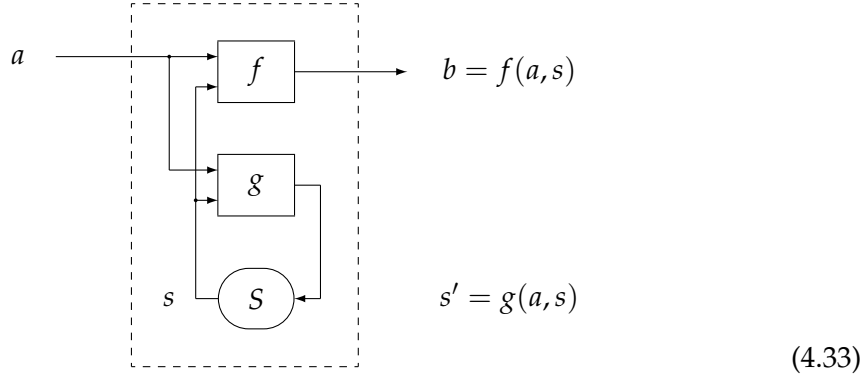 a
f
b = f(a, s)
g
s
S
s′ = g(a, s)
(4.33)